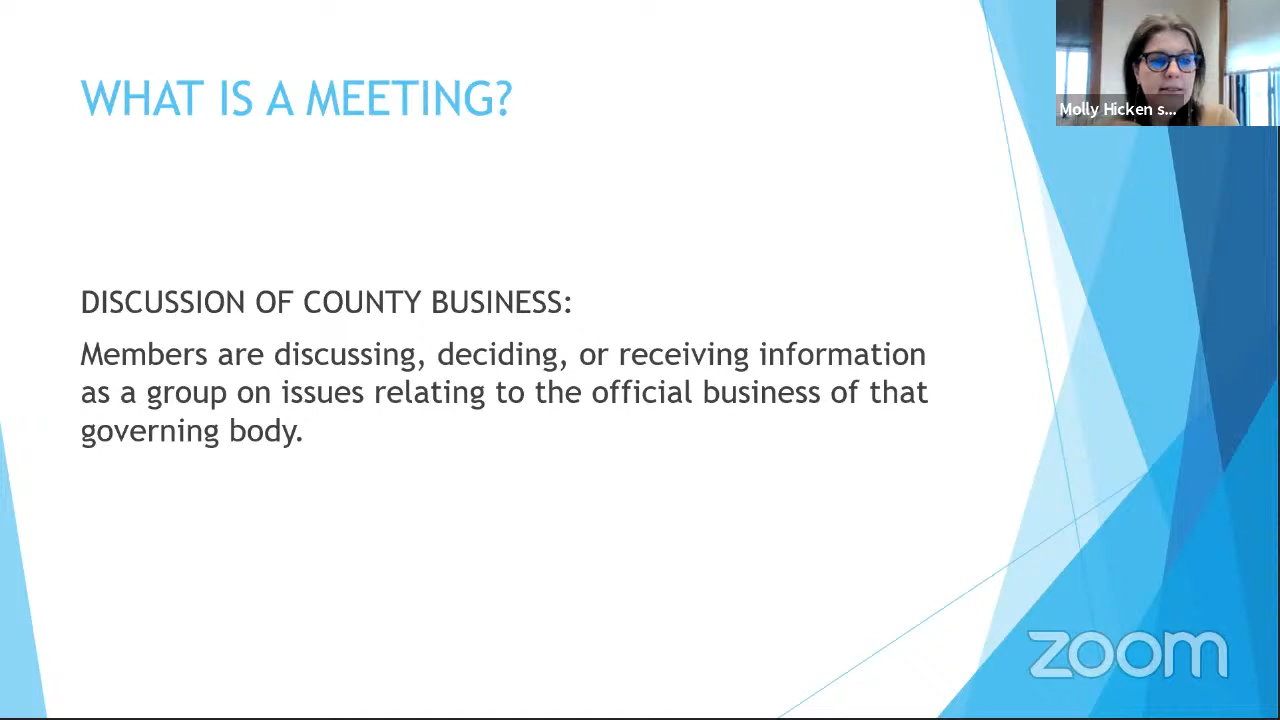 WHAT IS A MEETING?
Molly Hicken s...
DISCUSSION OF COUNTY BUSINESS:
Members are discussing, deciding, or receiving information
as a group on issues relating to the official business of that
governing body.
zoom